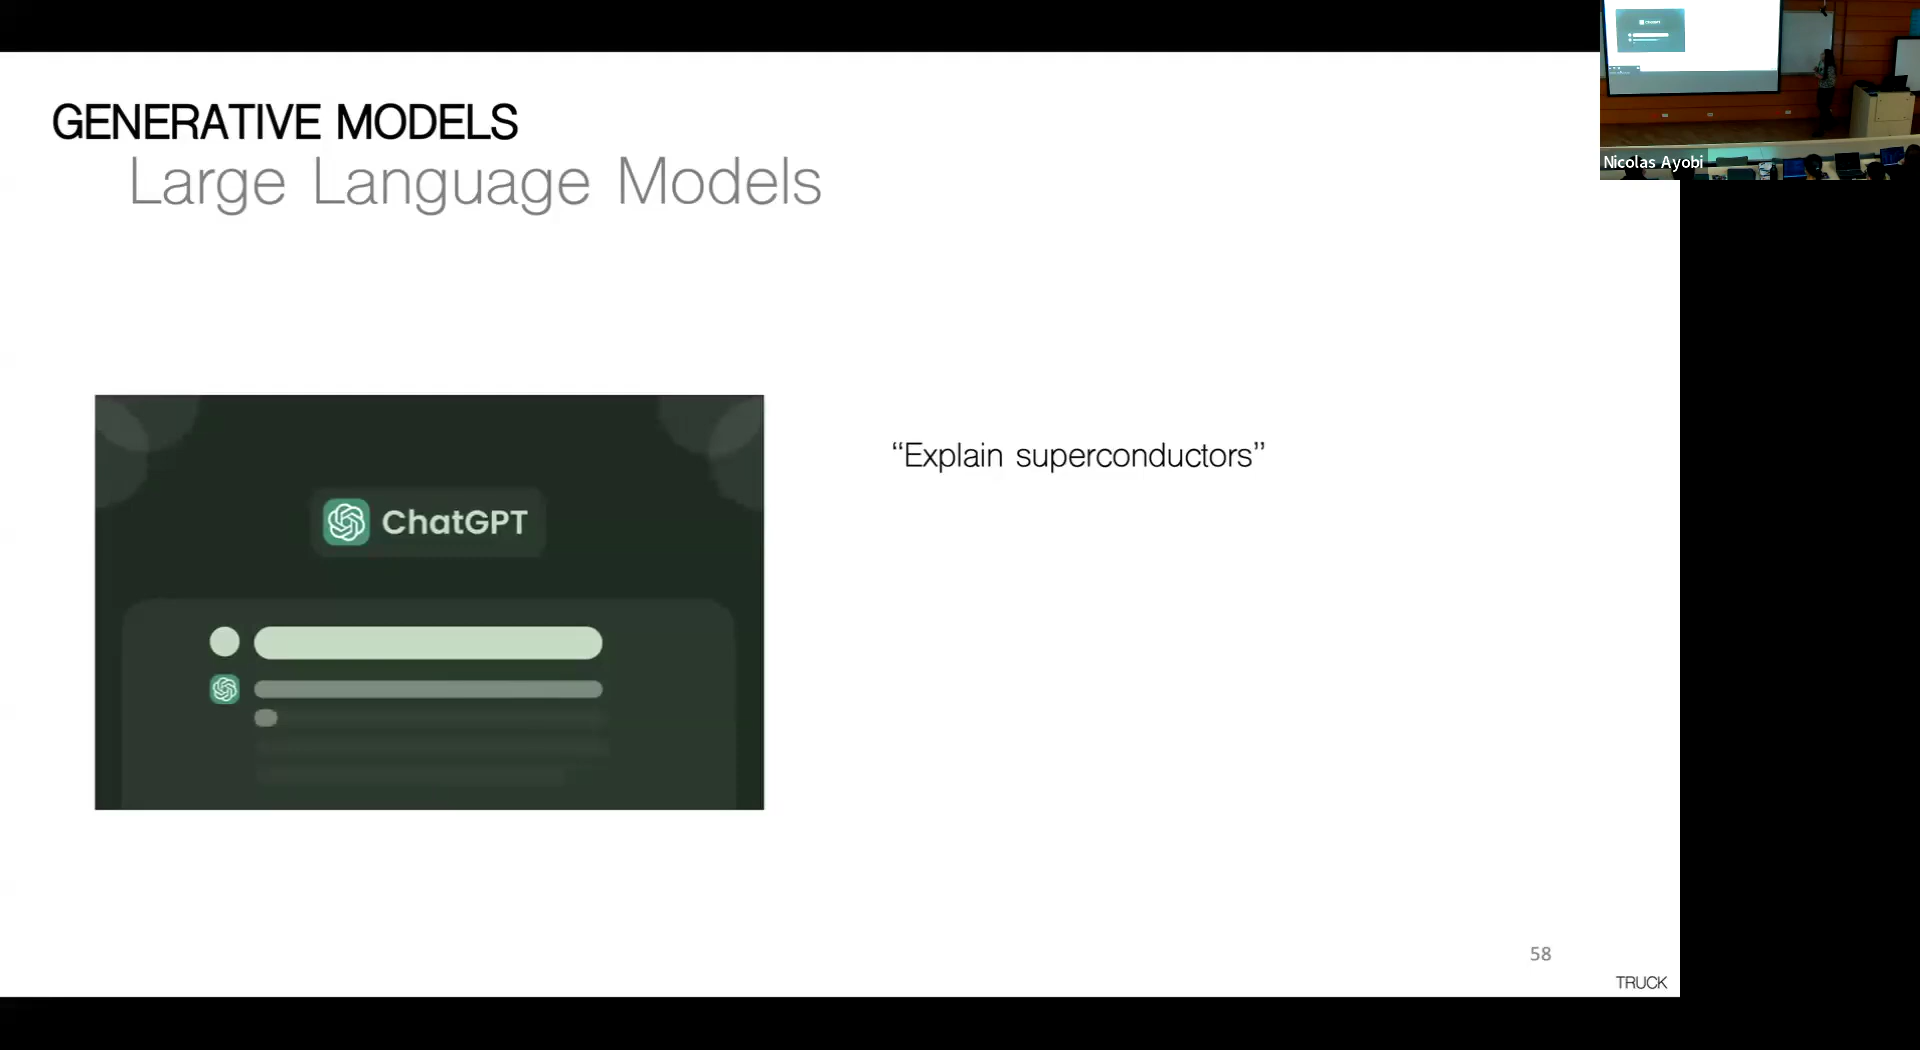 GENERATIVE MODELS
Large Language Models
ChatGPT
“Explain superconductors”
58
TRUCK
Nicolas Ayobi